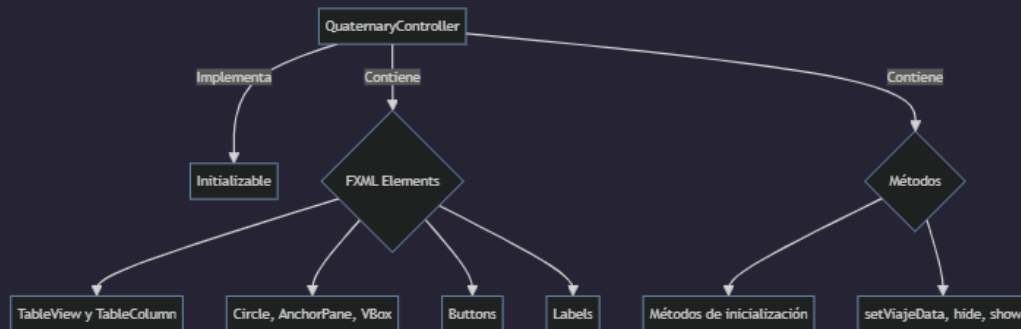 QuaternaryController
Implementa
Contiene
Contiene
Initializable
FXML Elements
Métodos
TableView y TableColumn
Circle, AnchorPane, VBox
Buttons
Labels
Métodos de inicialización
setViajeData, hide, show